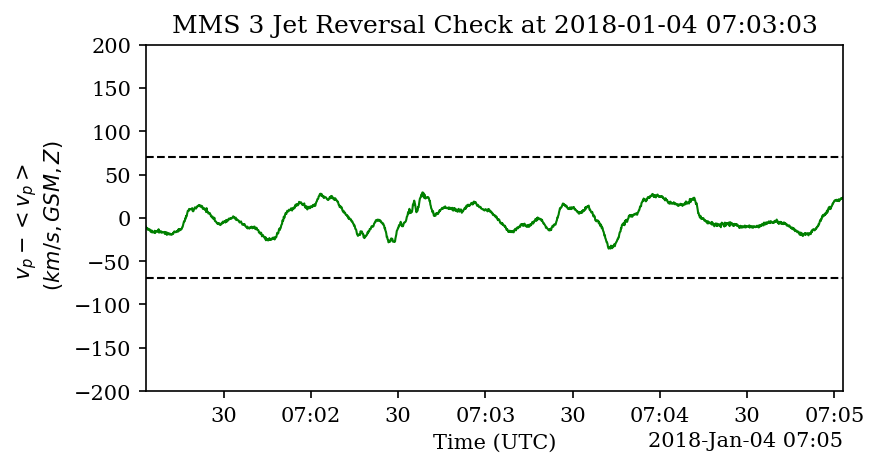 MMS 3 Jet Reversal Check at 2018-01-04 07:03:03
200
150
100
50
0
−50
−100
−150
−200
v_p − < v_p >
(km/s, GSM, Z)
30 07:02 30 07:03 30 07:04 30 07:05
Time (UTC)
2018-Jan-04 07:05